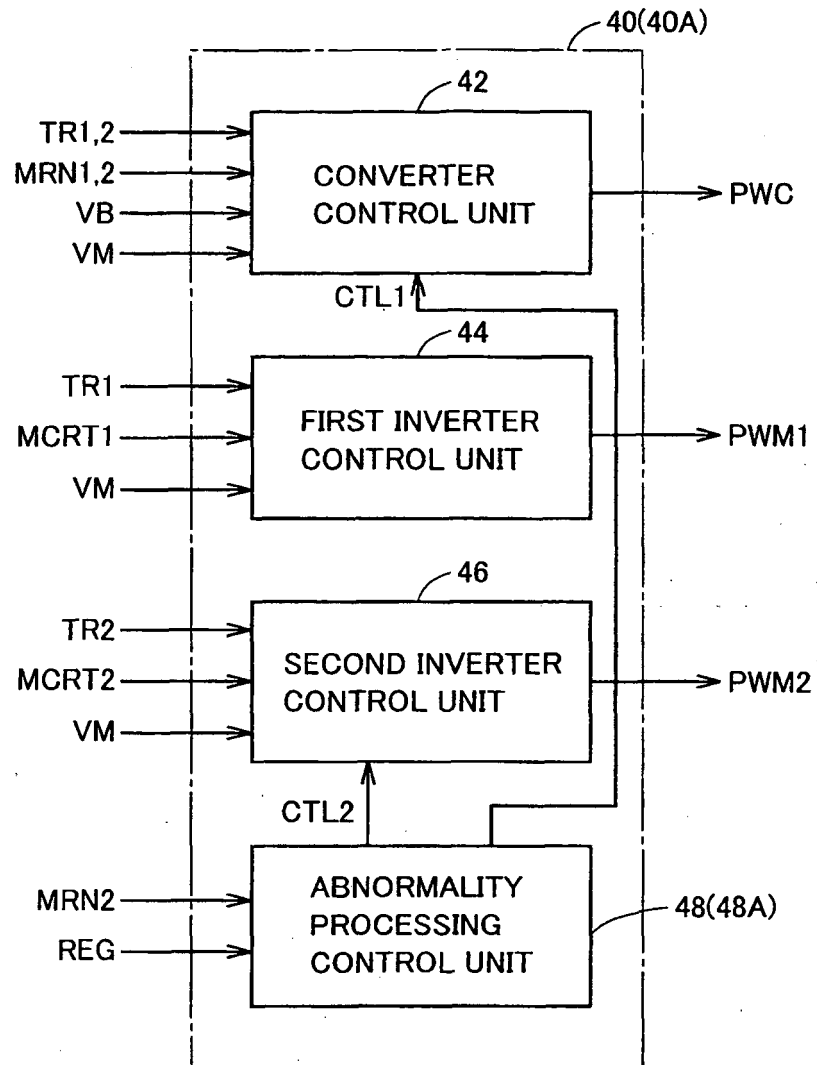 40(40A)
42
TR1,2
MRN1,2
VB
VM
CONVERTER
CONTROL UNIT
PWC
CTL1
44
TR1
MCRT1
VM
FIRST INVERTER
CONTROL UNIT
PWM1
46
TR2
MCRT2
VM
SECOND INVERTER
CONTROL UNIT
PWM2
CTL2
MRN2
REG
ABNORMALITY
PROCESSING
CONTROL UNIT
48(48A)